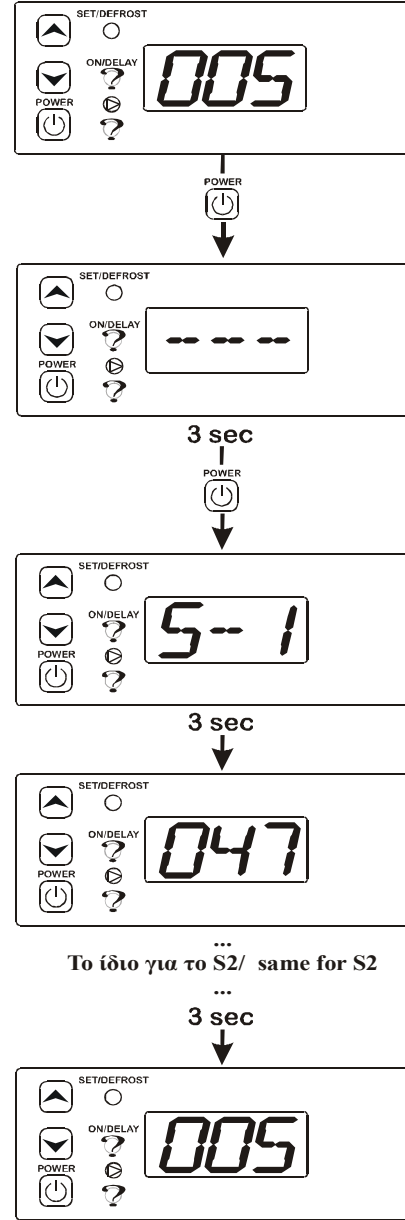 SET/DEFROST
ON/DELAY
005
POWER
POWER
SET/DEFROST
ON/DELAY
---
POWER
3 sec
POWER
SET/DEFROST
ON/DELAY
S-1
POWER
3 sec
SET/DEFROST
ON/DELAY
047
POWER
...
Το ίδιο για το S2/ same for S2
...
3 sec
SET/DEFROST
ON/DELAY
005
POWER